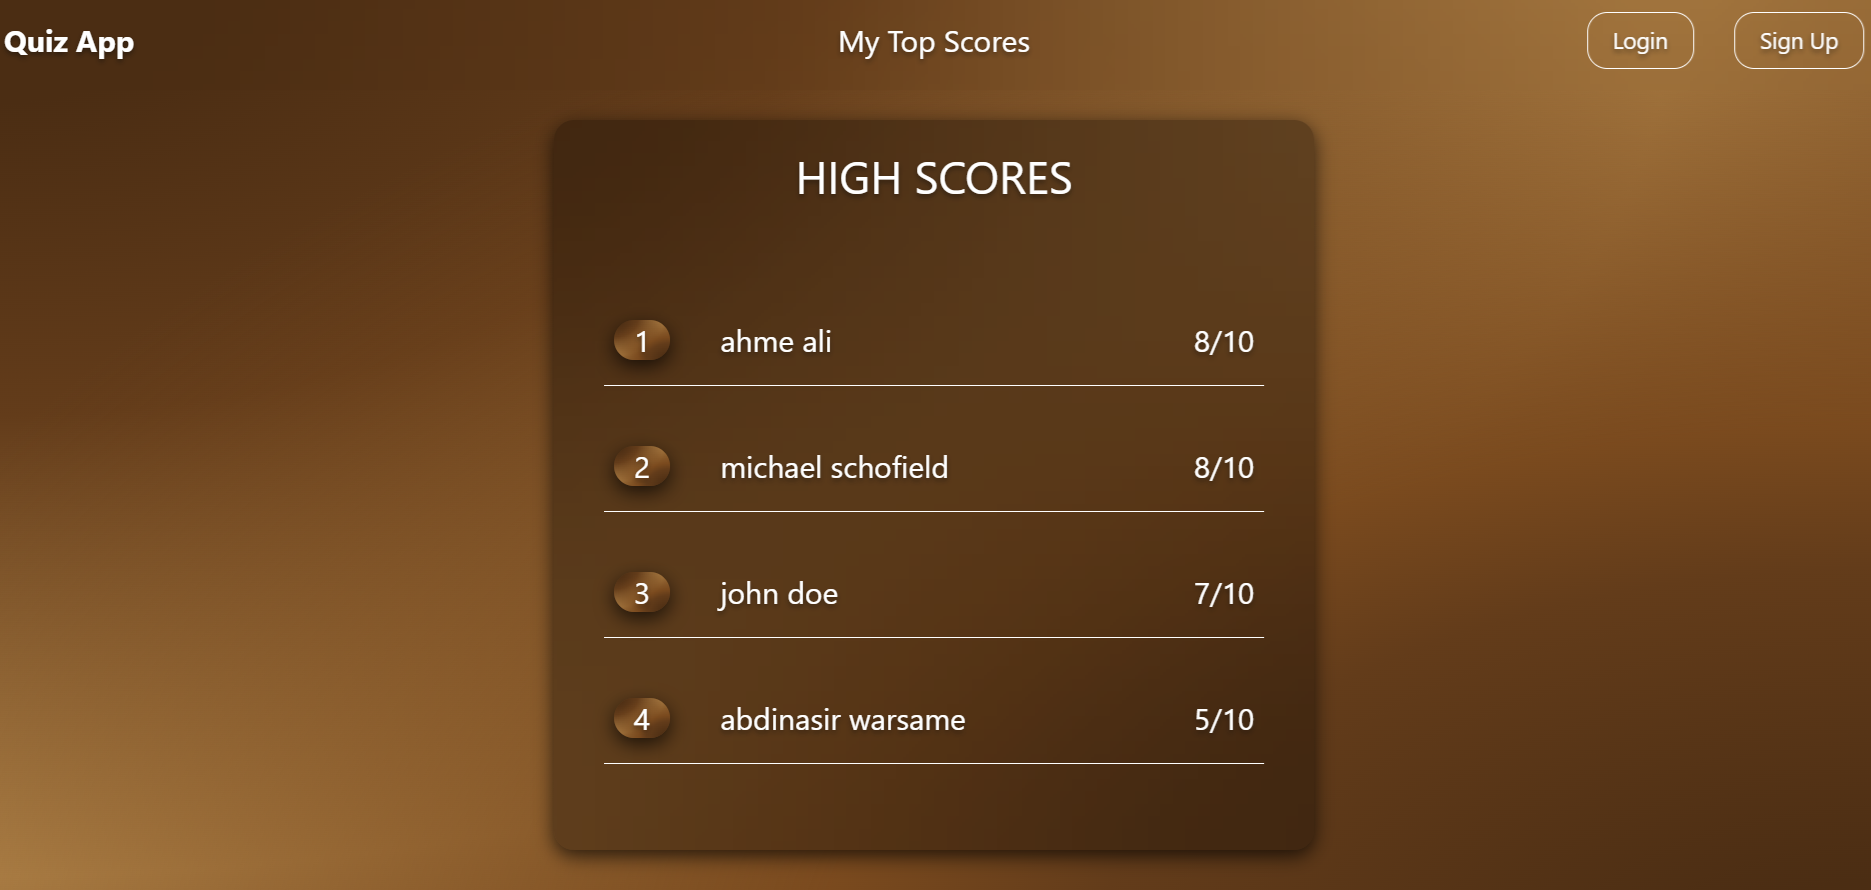 Quiz App My Top Scores Login Sign Up
HIGH SCORES
1 ahme ali 8/10
2 michael schofield 8/10
3 john doe 7/10
4 abdinasir warsame 5/10